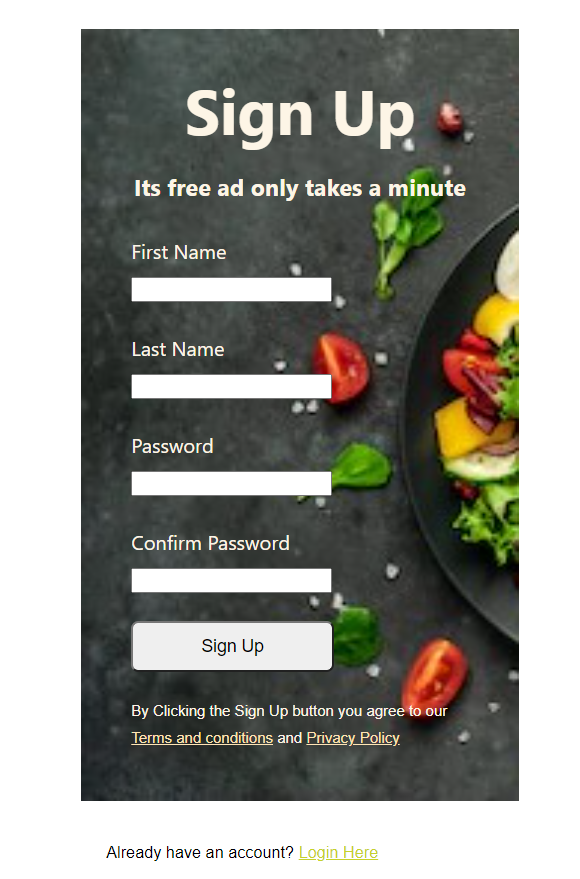 Sign Up
Its free ad only takes a minute
First Name
Last Name
Password
Confirm Password
Sign Up
By Clicking the Sign Up button you agree to our
Terms and conditions and Privacy Policy
Already have an account? Login Here